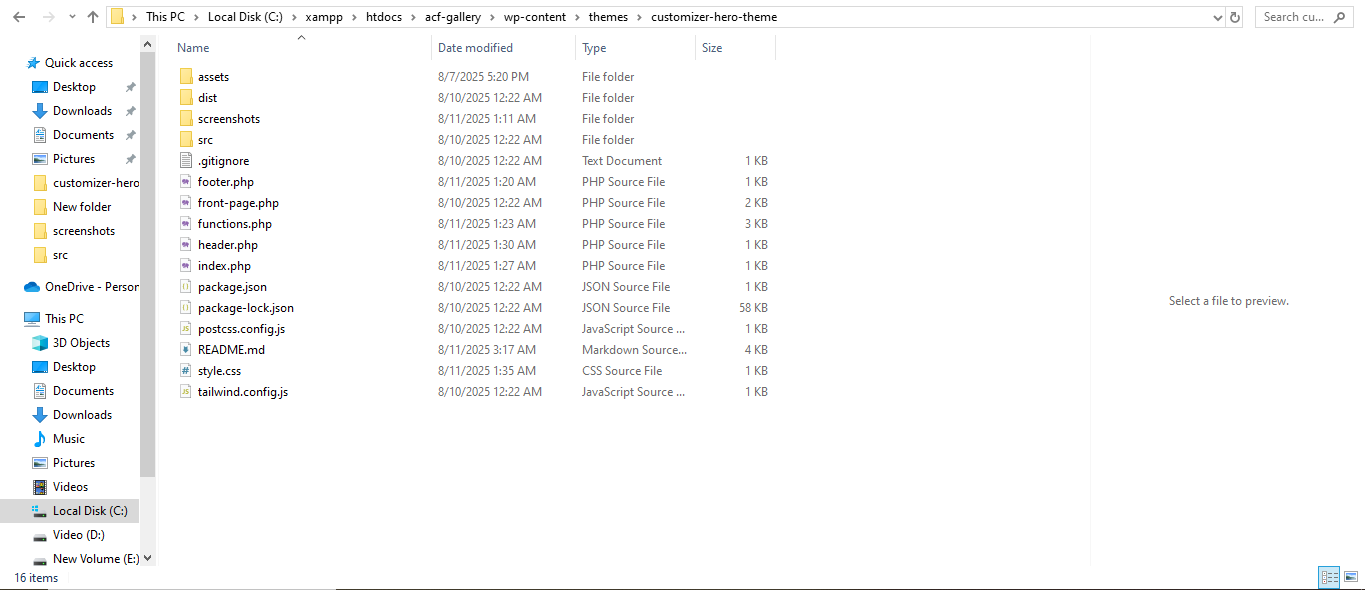 This PC > Local Disk (C:) > xampp > htdocs > acf-gallery > wp-content > themes > customizer-hero-theme
Search cu...
Quick access
Desktop
Downloads
Documents
Pictures
customizer-hero
New folder
screenshots
src
OneDrive - Person
This PC
3D Objects
Desktop
Documents
Downloads
Music
Pictures
Videos
Local Disk (C:)
Video (D:)
New Volume (E:)
Name Date modified Type Size
assets 8/7/2025 5:20 PM File folder
dist 8/10/2025 12:22 AM File folder
screenshots 8/11/2025 1:11 AM File folder
src 8/10/2025 12:22 AM File folder
.gitignore 8/10/2025 12:22 AM Text Document 1 KB
footer.php 8/11/2025 1:20 AM PHP Source File 1 KB
front-page.php 8/10/2025 12:22 AM PHP Source File 2 KB
functions.php 8/11/2025 1:23 AM PHP Source File 3 KB
header.php 8/11/2025 1:30 AM PHP Source File 1 KB
index.php 8/11/2025 1:27 AM PHP Source File 1 KB
package.json 8/10/2025 12:22 AM JSON Source File 1 KB
package-lock.json 8/10/2025 12:22 AM JSON Source File 58 KB
postcss.config.js 8/10/2025 12:22 AM JavaScript Source ... 1 KB
README.md 8/11/2025 3:17 AM Markdown Source... 4 KB
style.css 8/11/2025 1:35 AM CSS Source File 1 KB
tailwind.config.js 8/10/2025 12:22 AM JavaScript Source ... 1 KB
Select a file to preview.
16 items